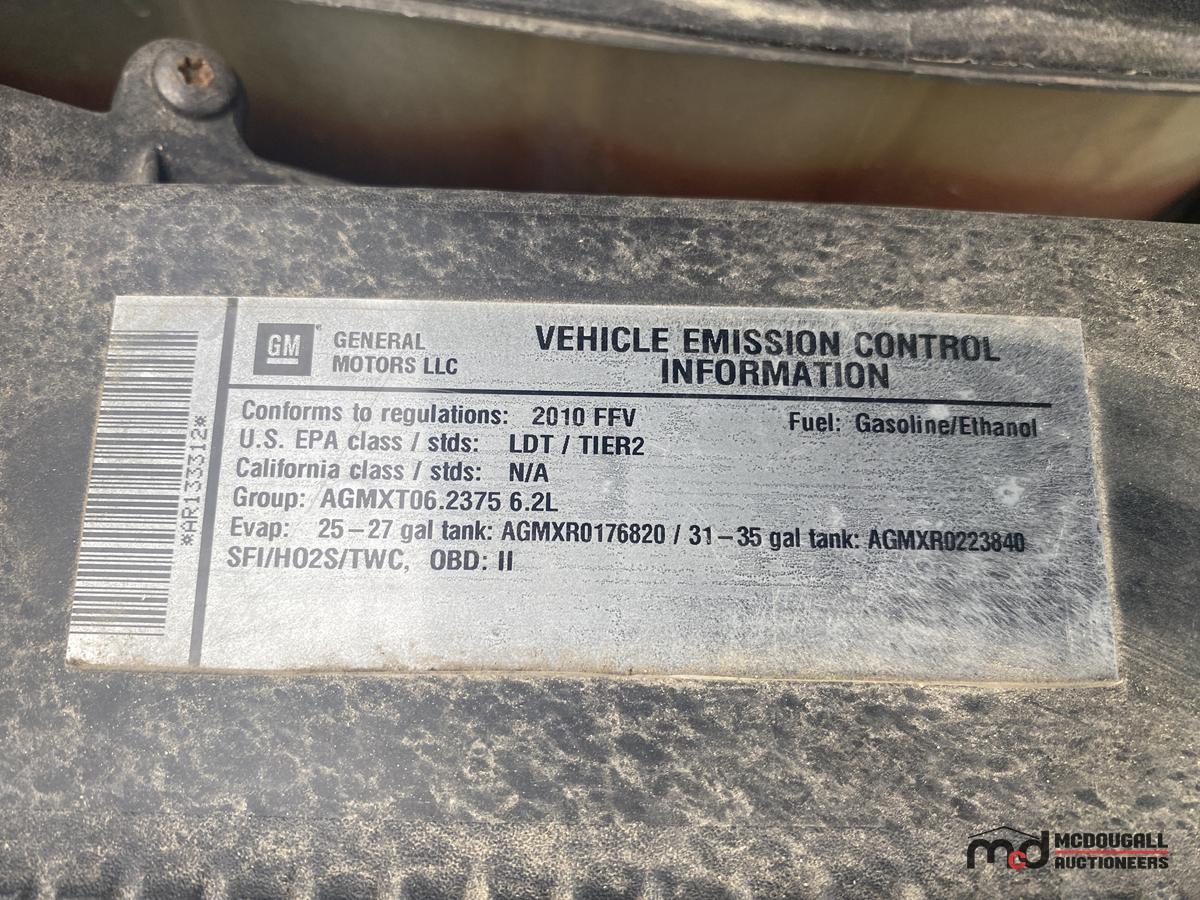 GM GENERAL
MOTORS LLC
VEHICLE EMISSION CONTROL
INFORMATION
Conforms to regulations: 2010 FFV
Fuel: Gasoline/Ethanol
U.S. EPA class / stds: LDT / TIER2
California class / stds: N/A
Group: AGMXT06.2375 6.2L
Evap: 25-27 gal tank: AGMXR0176820 / 31-35 gal tank: AGMXR0223840
SFI/HO2S/TWC, OBD: II
*AR133312*
mcd MCDOUGALL
AUCTIONEERS